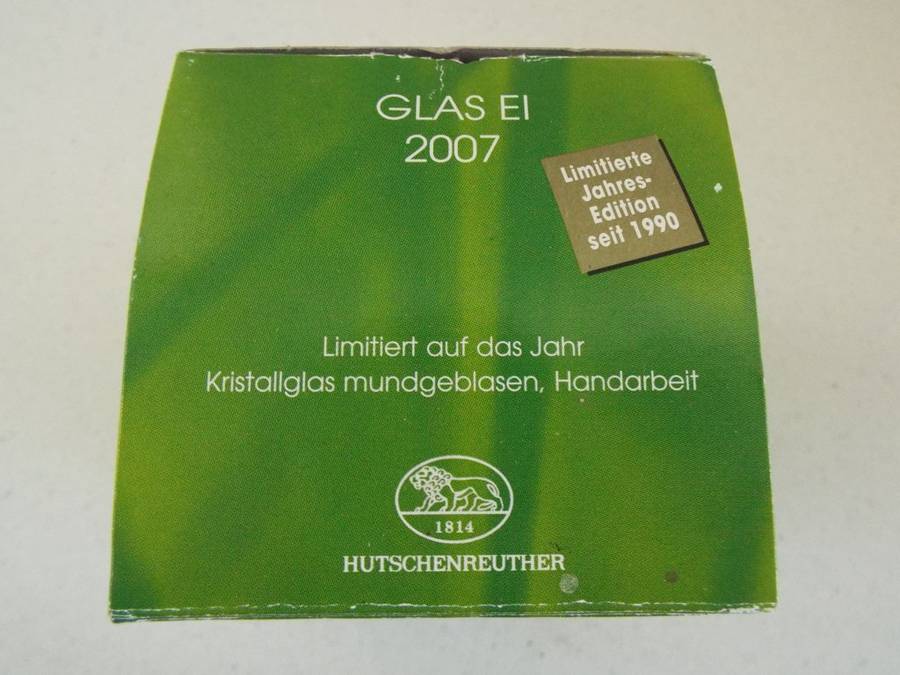 GLAS EI
2007
Limitierte
Jahres-
Edition
seit 1990
Limitiert auf das Jahr
Kristallglas mundgeblasen, Handarbeit
1814
HUTSCHENREUTHER